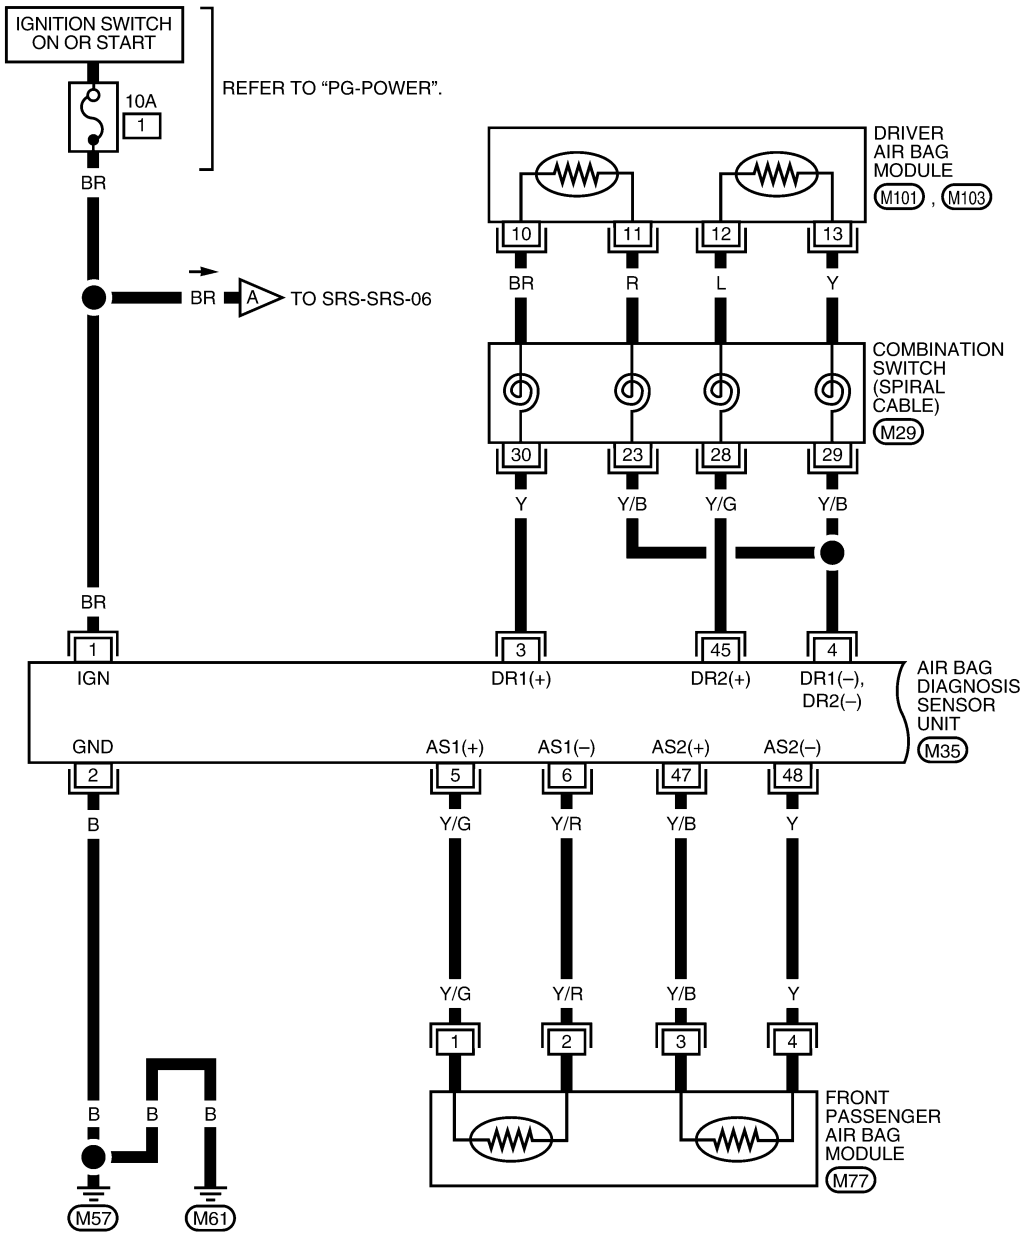 IGNITION SWITCH
ON OR START
10A
1
REFER TO “PG-POWER”.
BR
BR
A
TO SRS-SRS-06
DRIVER
AIR BAG
MODULE
M101 , M103
10 11 12 13
BR R L Y
COMBINATION
SWITCH
(SPIRAL
CABLE)
M29
30 23 28 29
Y Y/B Y/G Y/B
BR
1 3 45 4
IGN DR1(+) DR2(+) DR1(–),
DR2(–)
AIR BAG
DIAGNOSIS
SENSOR
UNIT
M35
GND AS1(+) AS1(–) AS2(+) AS2(–)
2 5 6 47 48
B Y/G Y/R Y/B Y
Y/G Y/R Y/B Y
1 2 3 4
B B B
FRONT
PASSENGER
AIR BAG
MODULE
M77
M57 M61